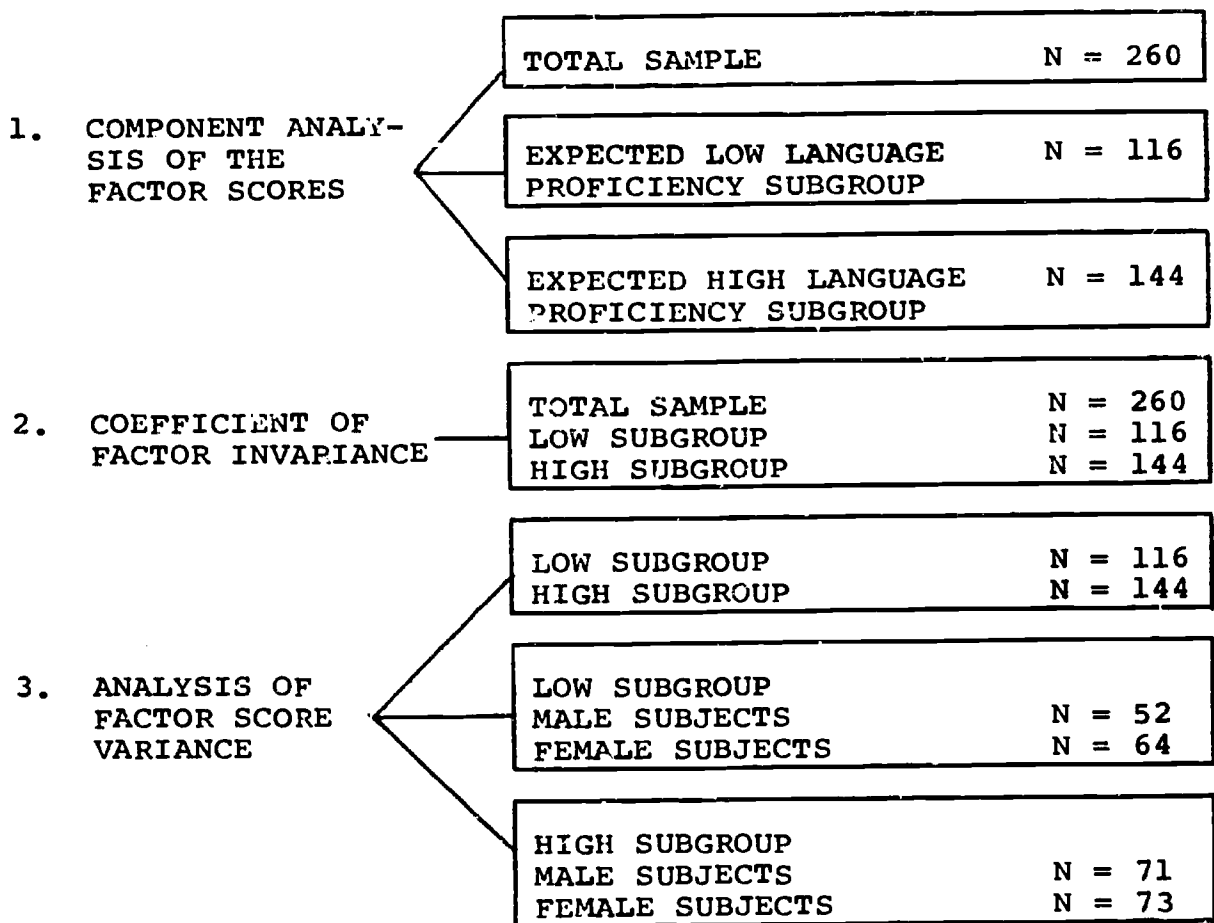 TOTAL SAMPLE N = 260
1. COMPONENT ANALY-
SIS OF THE
FACTOR SCORES
EXPECTED LOW LANGUAGE N = 116
PROFICIENCY SUBGROUP
EXPECTED HIGH LANGUAGE N = 144
PROFICIENCY SUBGROUP
2. COEFFICIENT OF
FACTOR INVARIANCE
TOTAL SAMPLE N = 260
LOW SUBGROUP N = 116
HIGH SUBGROUP N = 144
LOW SUBGROUP N = 116
HIGH SUBGROUP N = 144
3. ANALYSIS OF
FACTOR SCORE
VARIANCE
LOW SUBGROUP
MALE SUBJECTS N = 52
FEMALE SUBJECTS N = 64
HIGH SUBGROUP
MALE SUBJECTS N = 71
FEMALE SUBJECTS N = 73